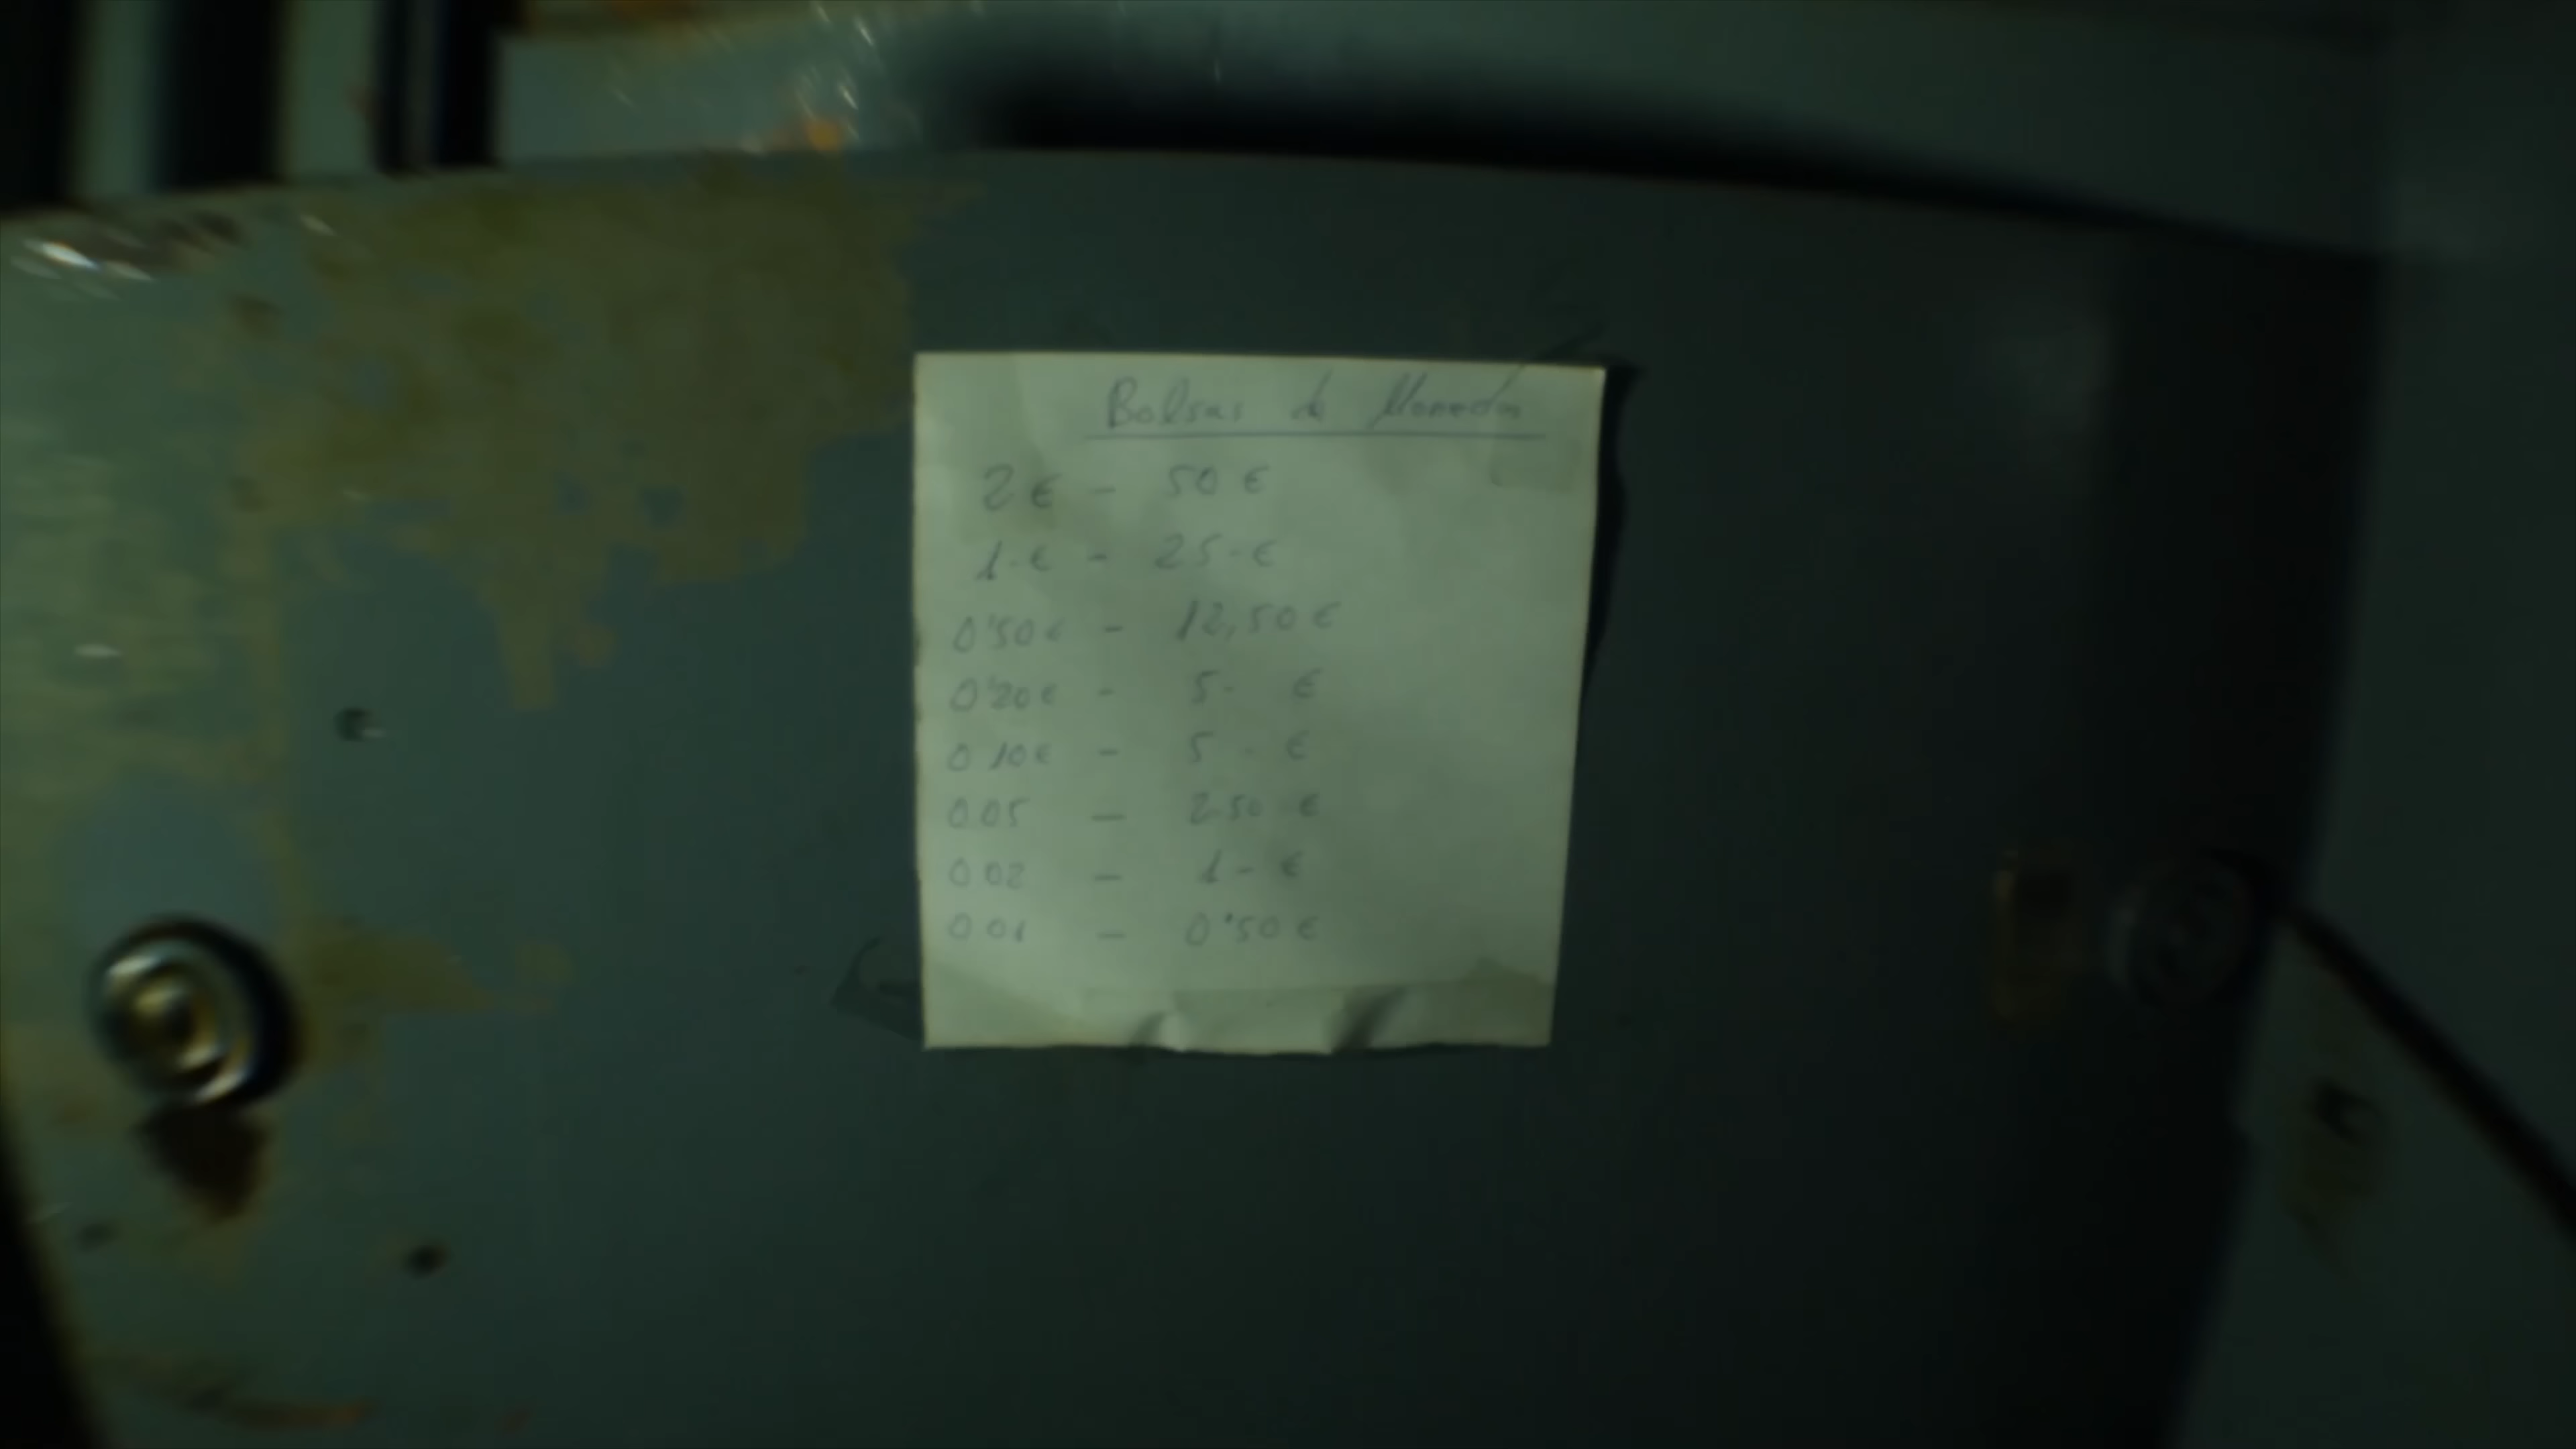 Bolsas de Monedas
2 € - 50 €
1 - € - 25 - €
0'50 € - 12,50 €
0'20 € - 5 - €
0 10 € - 5 - €
0.05 - 2.50 €
0 02 - 1 - €
0 01 - 0'50 €